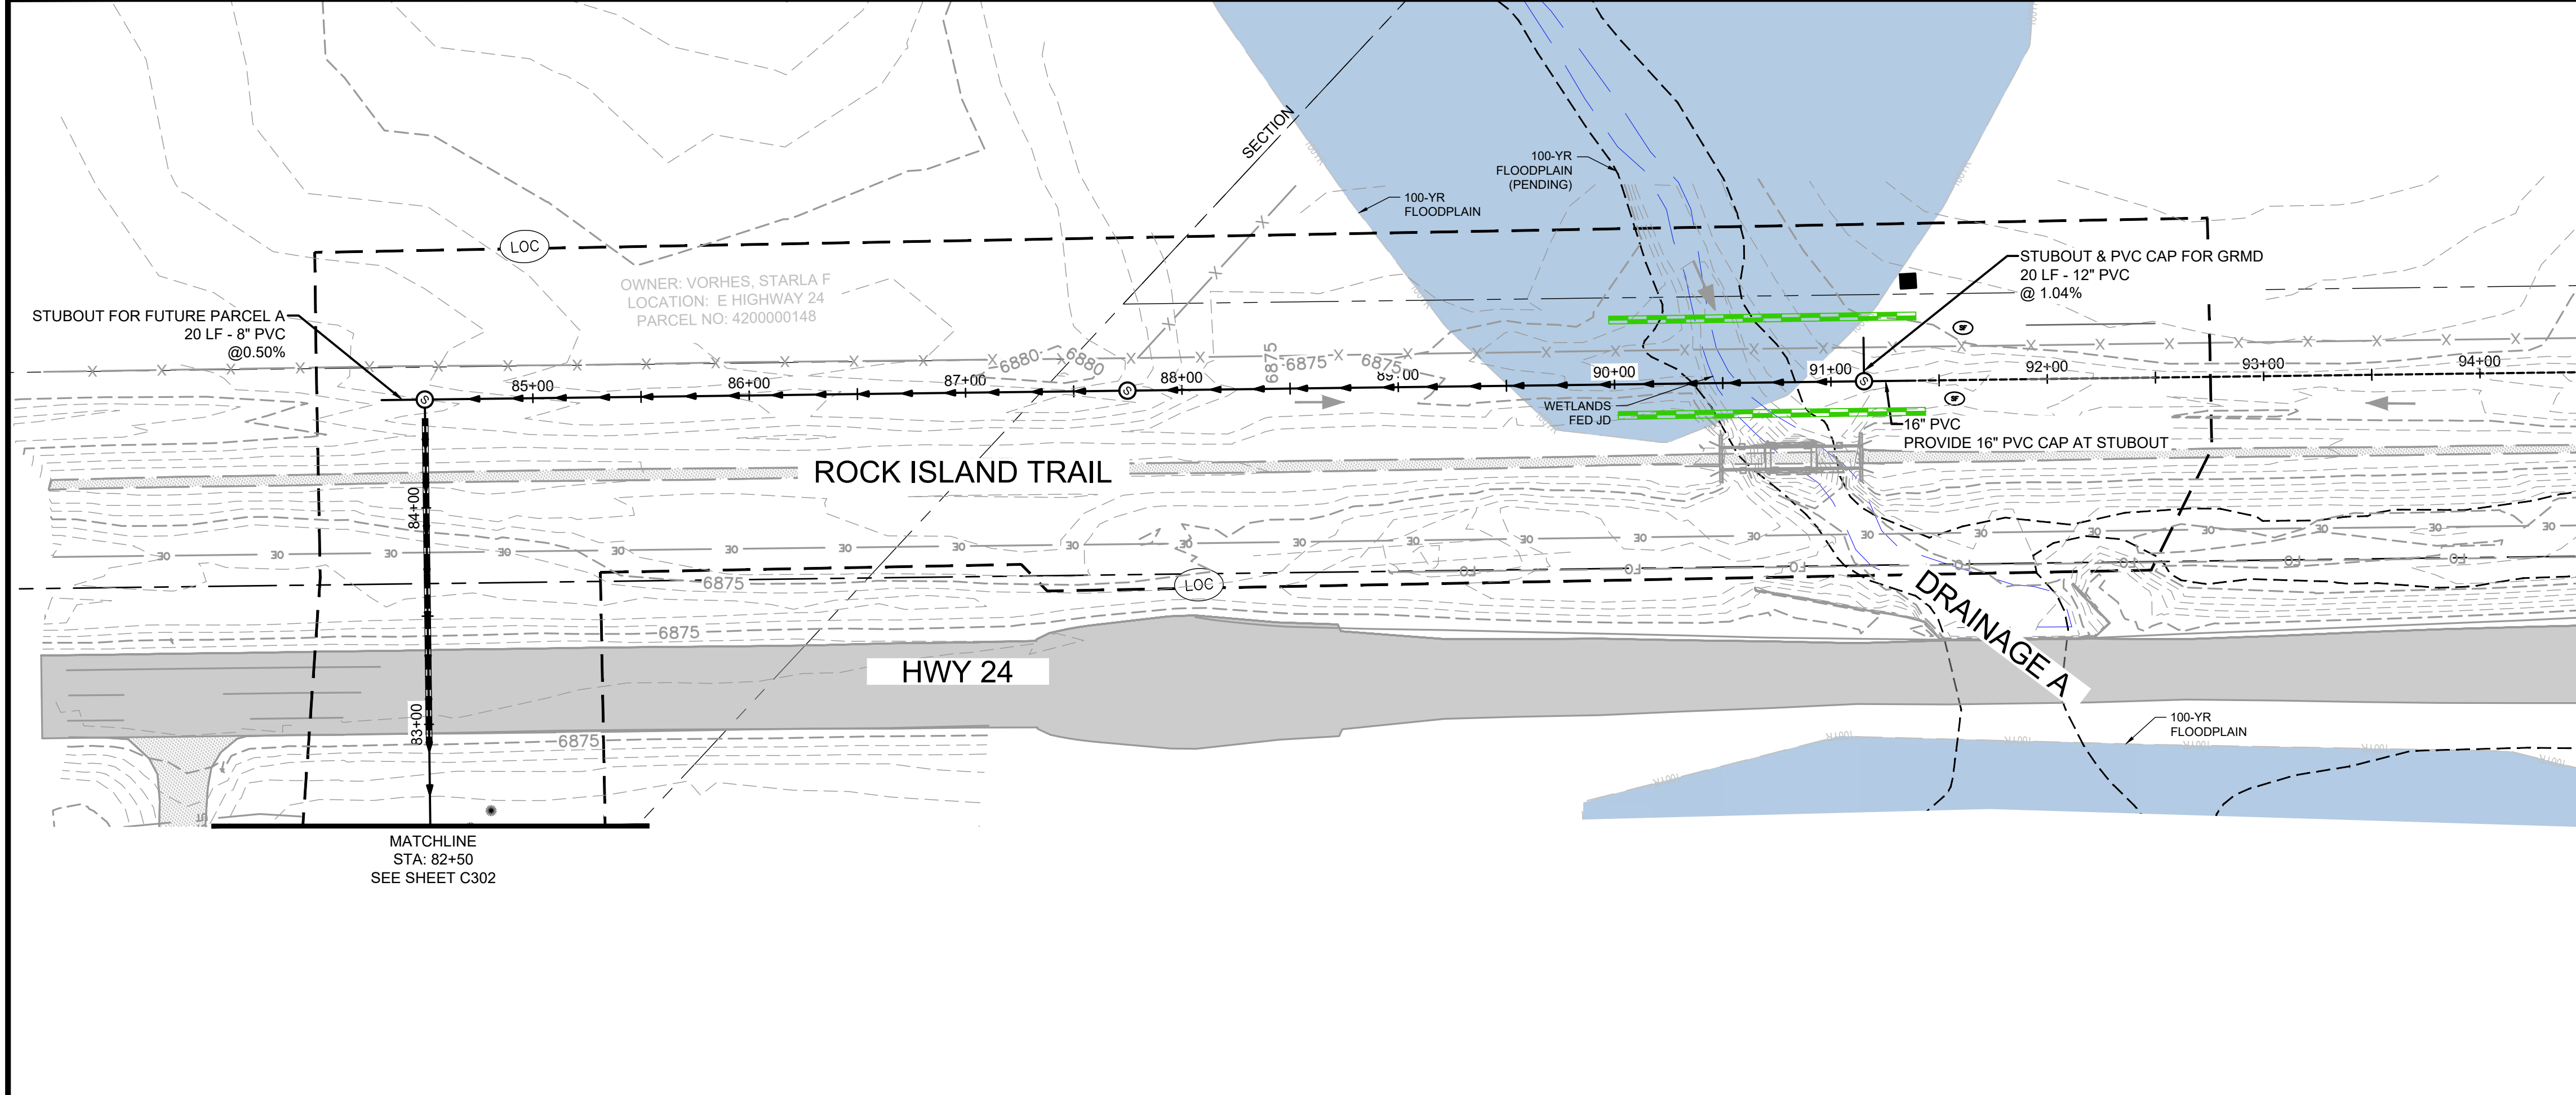 SECTION
100-YR
FLOODPLAIN
(PENDING)
100-YR
FLOODPLAIN
LOC
OWNER: VORHES, STARLA F
LOCATION:  E HIGHWAY 24
PARCEL NO: 4200000148
STUBOUT & PVC CAP FOR GRMD
20 LF - 12" PVC
@ 1.04%
STUBOUT FOR FUTURE PARCEL A
20 LF - 8" PVC
@0.50%
SF
6880
6880
6875
6875
6875
85+00
86+00
87+00
88+00
89+00
90+00
91+00
92+00
93+00
94+00
S
S
S
WETLANDS
FED JD
SF
16" PVC
PROVIDE 16" PVC CAP AT STUBOUT
ROCK ISLAND TRAIL
84+00
6875
LOC
DRAINAGE A
6875
HWY 24
83+00
6875
100-YR
FLOODPLAIN
MATCHLINE
STA: 82+50
SEE SHEET C302